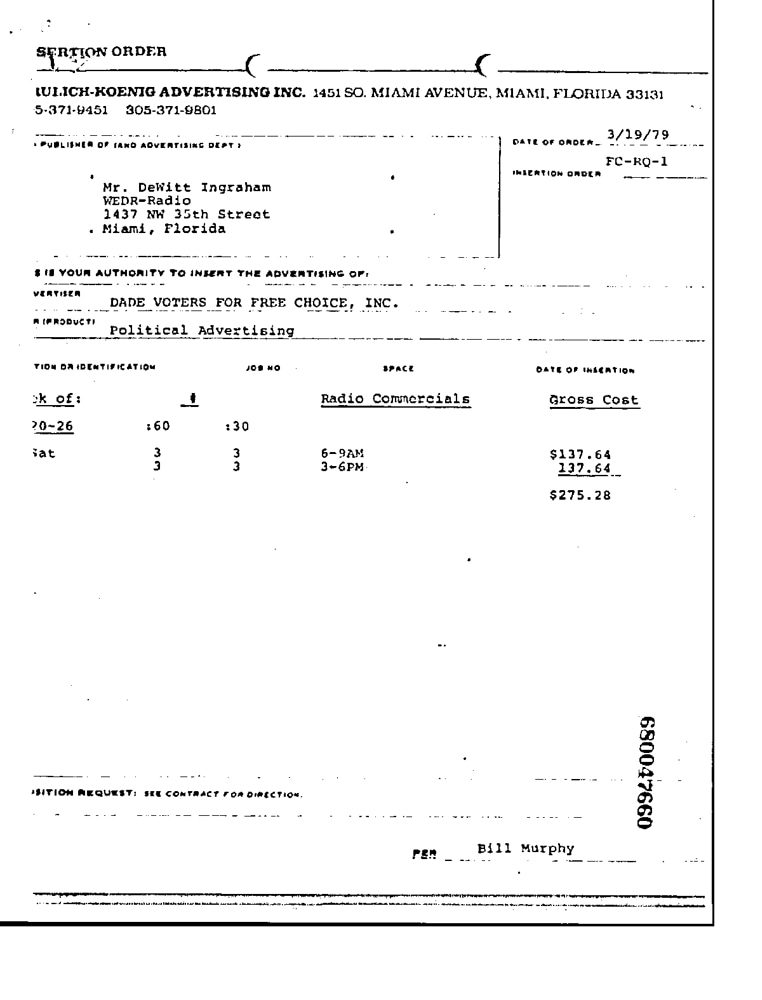 SERTION ORDER
ULICH-KOENIG ADVERTISING INC. 1451 SO. MIAMI AVENUE, MIAMI, FLORIDA 33131
5-371-9451 305-371-9801
PUBLISHER OF (AND ADVERTISING DEPT)
DATE OF ORDER 3/19/79
FC-RQ-1
INSERTION ORDER
Mr. DeWitt Ingraham
WEDR-Radio
1437 NW 35th Street
Miami, Florida
S IS YOUR AUTHORITY TO INSERT THE ADVERTISING OF:
VERTISER DADE VOTERS FOR FREE CHOICE, INC.
R (PRODUCT) Political Advertising
TION OR IDENTIFICATION JOB NO SPACE DATE OF INSERTION
k of: # Radio Commercials Gross Cost
20-26 :60 :30
Sat 3 3 6-9AM $137.64
3 3 3-6PM 137.64
$275.28
680047660
SITION REQUEST: SEE CONTRACT FOR DIRECTION.
PER Bill Murphy